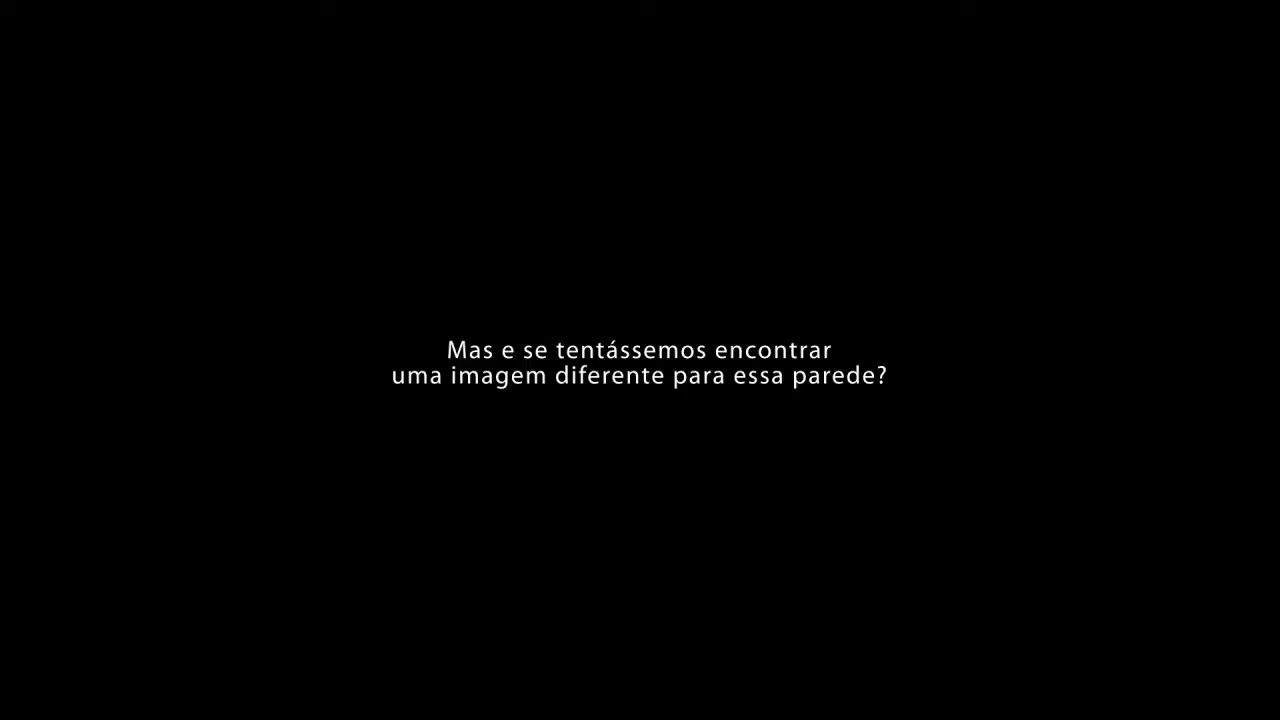 Mas e se tentássemos encontrar
uma imagem diferente para essa parede?